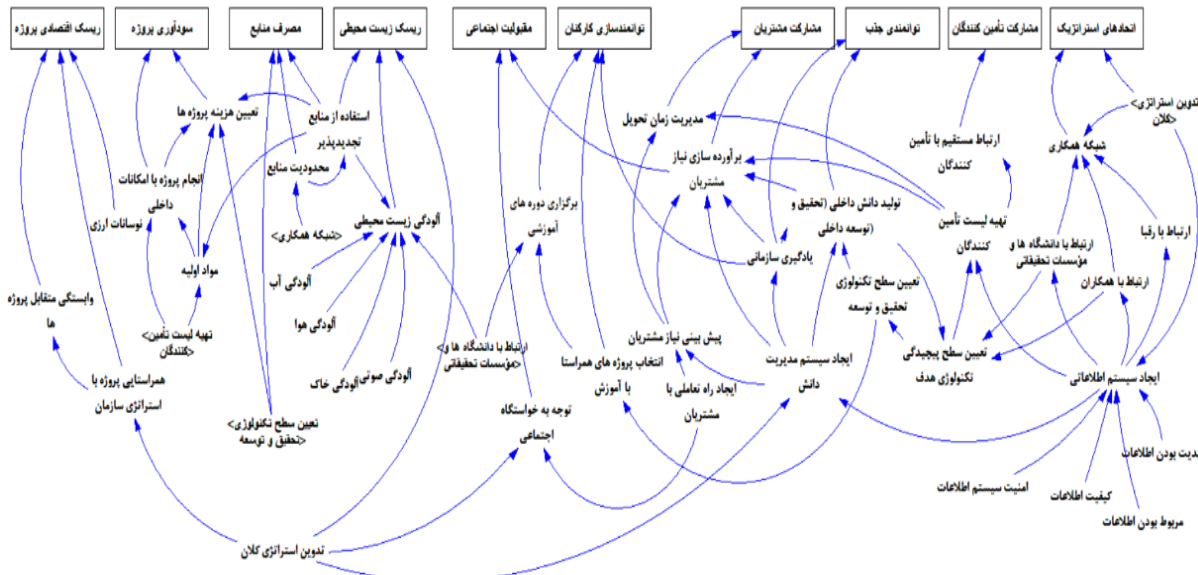 اتحادهای استراتژیک
مشارکت تأمین کنندگان
توانمندی جذب
مشارکت مشتریان
توانمندسازی کارکنان
مقبولیت اجتماعی
ریسک زیست محیطی
مصرف منابع
سودآوری پروژه
ریسک اقتصادی پروژه
<تدوین استراتژی
کلان>
شبکه همکاری
ارتباط مستقیم با تأمین
کنندگان
مدیریت زمان تحویل
برآورده سازی نیاز
مشتریان
استفاده از منابع
تجدیدپذیر
تعیین هزینه پروژه ها
محدودیت منابع
انجام پروژه با امکانات
داخلی
نوسانات ارزی
تولید دانش داخلی (تحقیق و
توسعه داخلی)
تهیه لیست تأمین
کنندگان
ارتباط با رقبا
ارتباط با دانشگاه ها و
مؤسسات تحقیقاتی
ارتباط با همکاران
برگزاری دوره های
آموزشی
آلودگی زیست محیطی
<شبکه همکاری>
یادگیری سازمانی
مواد اولیه
آلودگی آب
تعیین سطح تکنولوژی
تحقیق و توسعه
وابستگی متقابل پروژه
ها
آلودگی هوا
<تهیه لیست تأمین
کنندگان>
پیش بینی نیاز مشتریان
ایجاد سیستم مدیریت
دانش
تعیین سطح پیچیدگی
تکنولوژی هدف
ایجاد سیستم اطلاعاتی
<ارتباط با دانشگاه ها و
مؤسسات تحقیقاتی>
انتخاب پروژه های همراستا
با آموزش
ایجاد راه تعاملی با
مشتریان
آلودگی صوتی
آلودگی خاک
همراستایی پروژه با
استراتژی سازمان
توجه به خواستگاه
اجتماعی
<تعیین سطح تکنولوژی
تحقیق و توسعه>
بودن اطلاعات
امنیت سیستم اطلاعات
کیفیت اطلاعات
مربوط بودن اطلاعات
تدوین استراتژی کلان